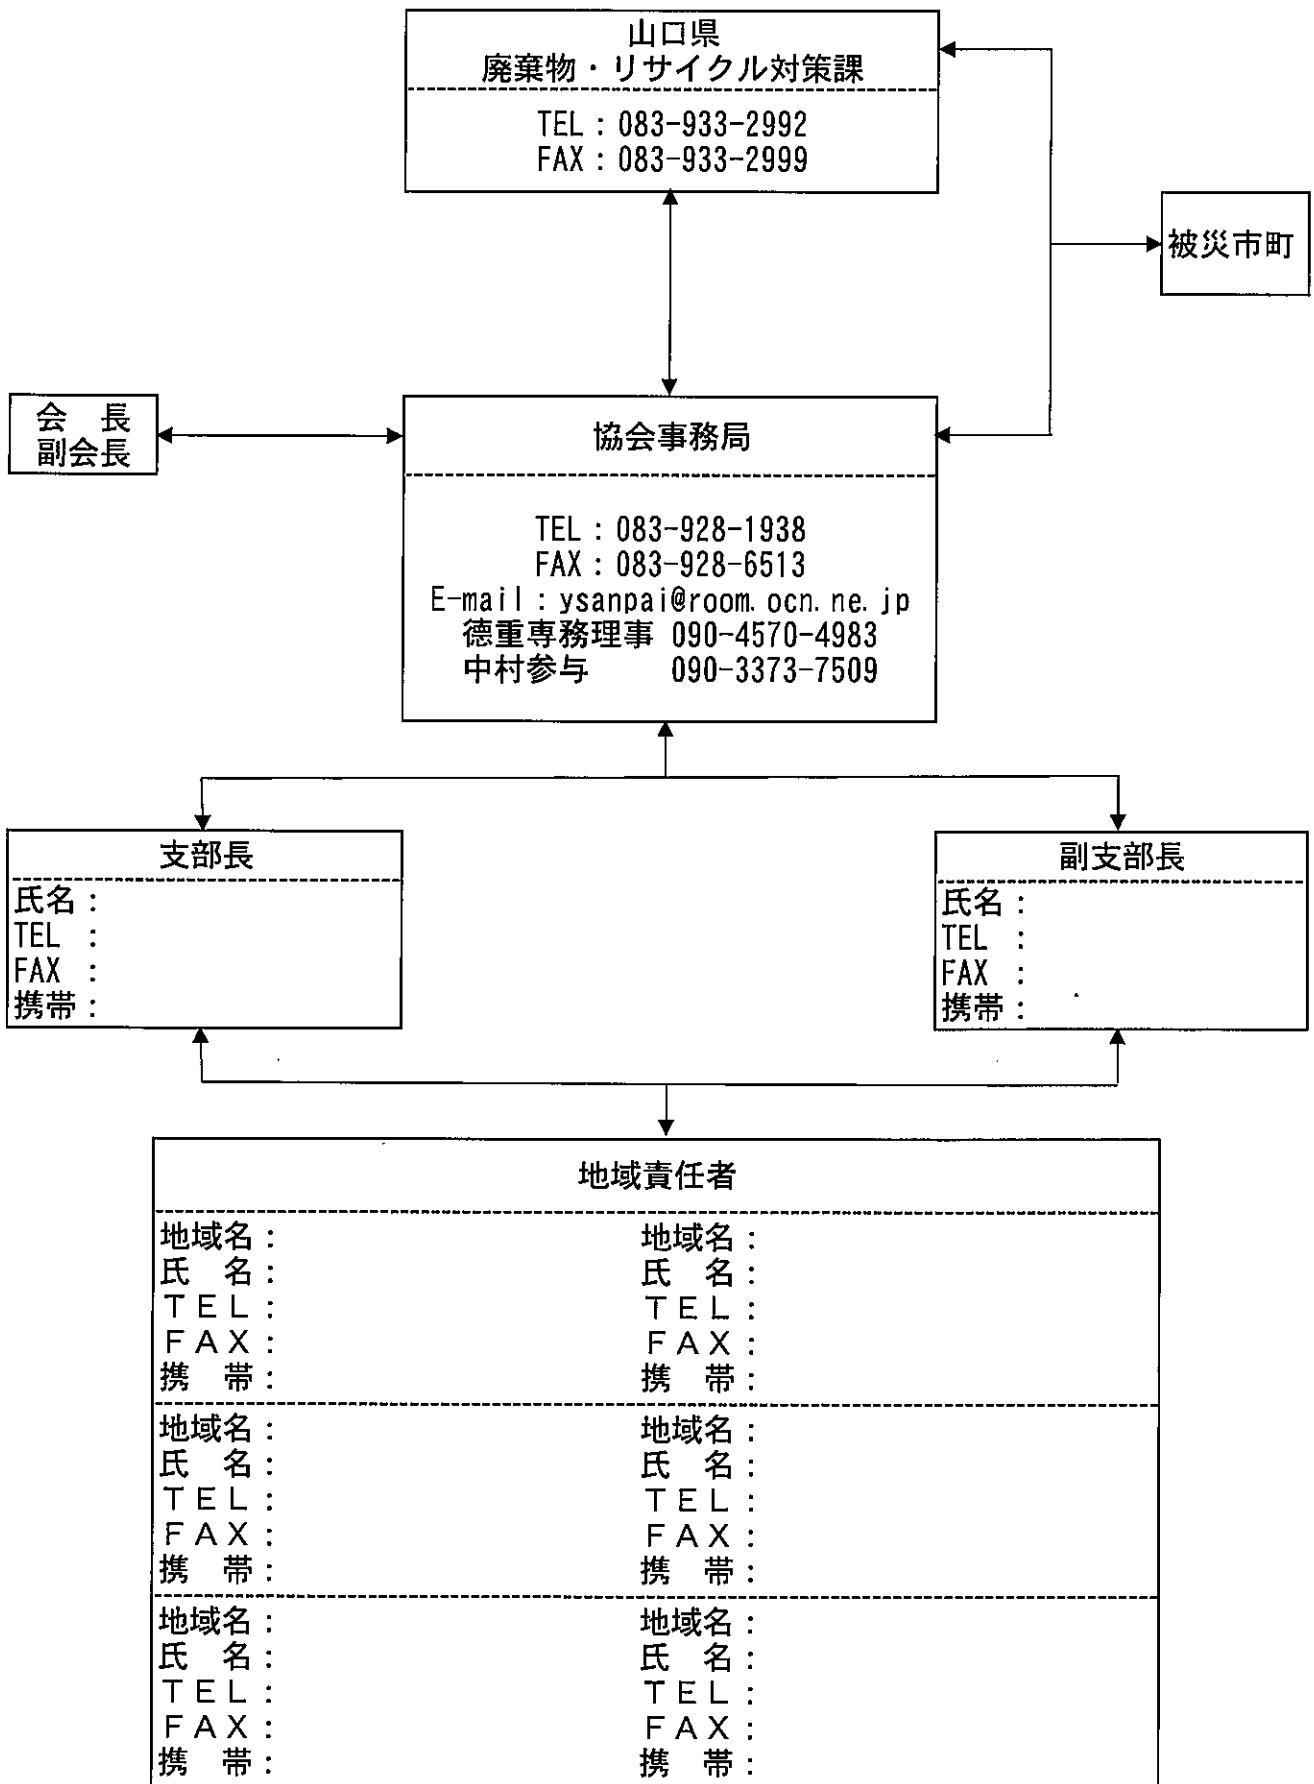 山口県
廃棄物・リサイクル対策課
TEL：083-933-2992
FAX：083-933-2999
被災市町
会　長
副会長
協会事務局
TEL：083-928-1938
FAX：083-928-6513
E-mail：ysanpai@room.ocn.ne.jp
徳重専務理事 090-4570-4983
中村参与　　 090-3373-7509
支部長
氏名：
TEL ：
FAX ：
携帯：
副支部長
氏名：
TEL ：
FAX ：
携帯：
地域責任者
地域名：
氏　名：
ＴＥＬ：
ＦＡＸ：
携　帯：
地域名：
氏　名：
ＴＥＬ：
ＦＡＸ：
携　帯：
地域名：
氏　名：
ＴＥＬ：
ＦＡＸ：
携　帯：
地域名：
氏　名：
ＴＥＬ：
ＦＡＸ：
携　帯：
地域名：
氏　名：
ＴＥＬ：
ＦＡＸ：
携　帯：
地域名：
氏　名：
ＴＥＬ：
ＦＡＸ：
携　帯：